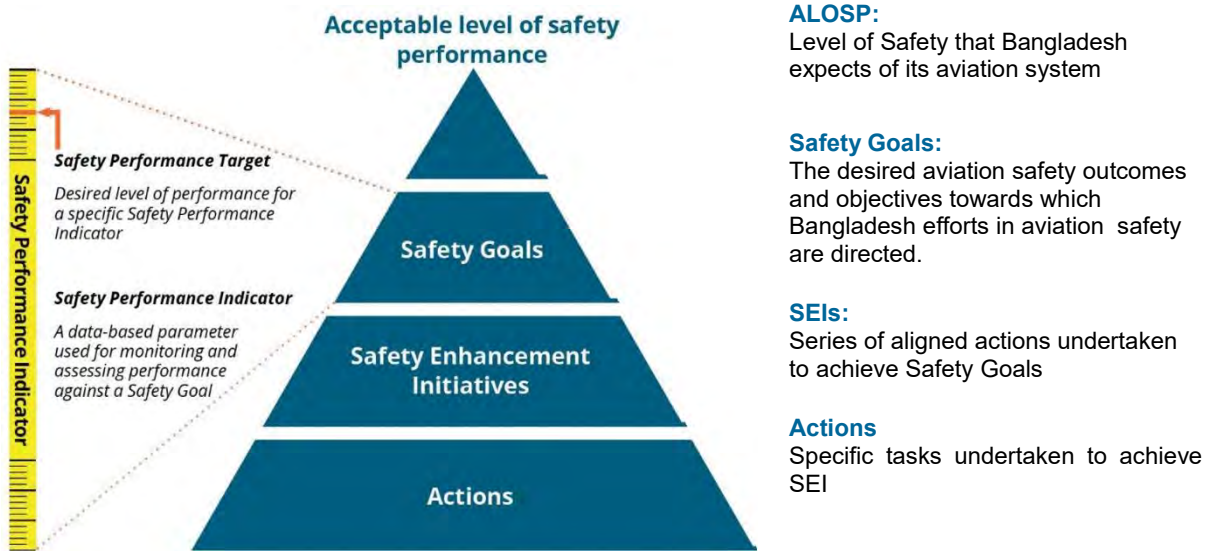 Acceptable level of safety
performance
Safety Performance Indicator
Safety Performance Target
Desired level of performance for
a specific Safety Performance
Indicator
Safety Performance Indicator
A data-based parameter
used for monitoring and
assessing performance
against a Safety Goal
Safety Goals
Safety Enhancement
Initiatives
Actions
ALOSP:
Level of Safety that Bangladesh
expects of its aviation system
Safety Goals:
The desired aviation safety outcomes
and objectives towards which
Bangladesh efforts in aviation safety
are directed.
SEIs:
Series of aligned actions undertaken
to achieve Safety Goals
Actions
Specific tasks undertaken to achieve
SEI